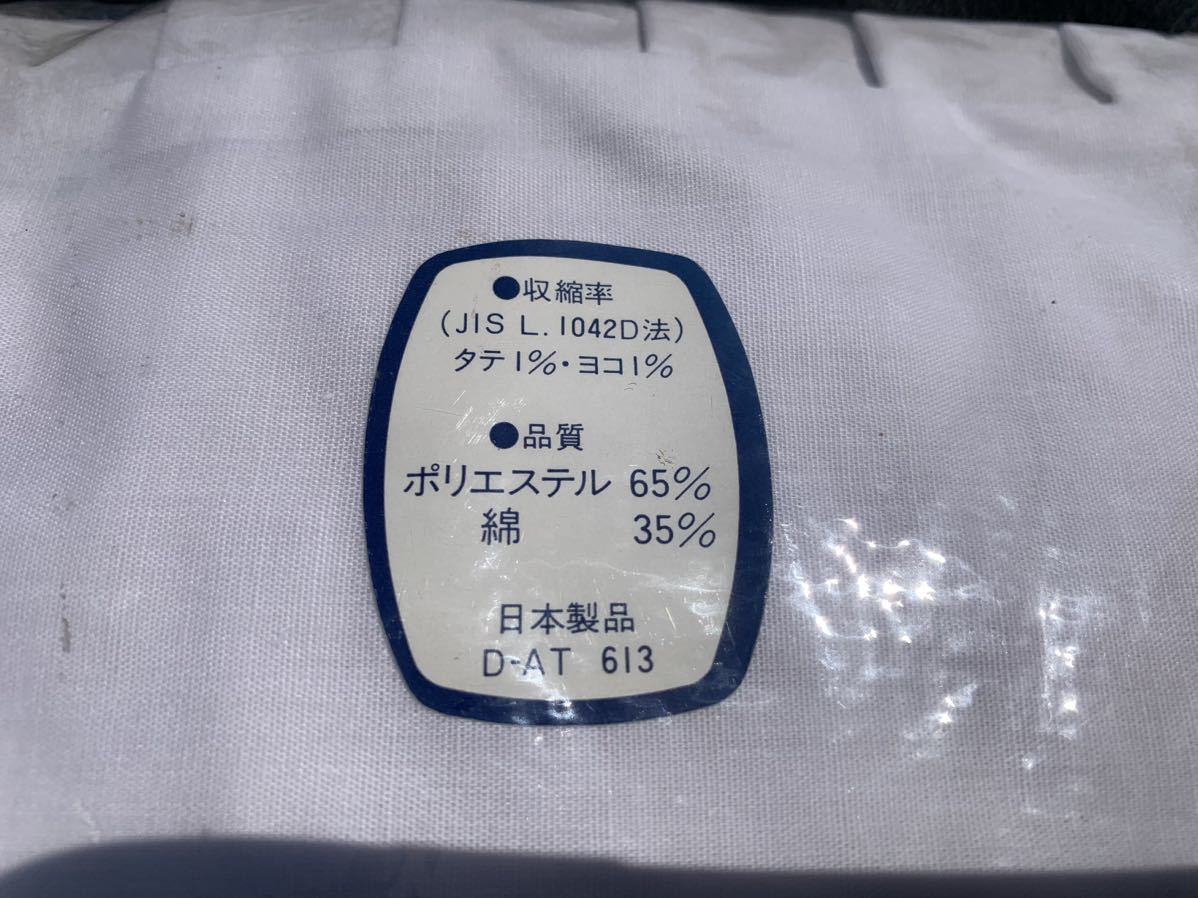 ●収縮率
(JIS L.1042D法)
タテ1%・ヨコ1%
●品質
ポリエステル 65%
綿 35%
日本製品
D-AT 613